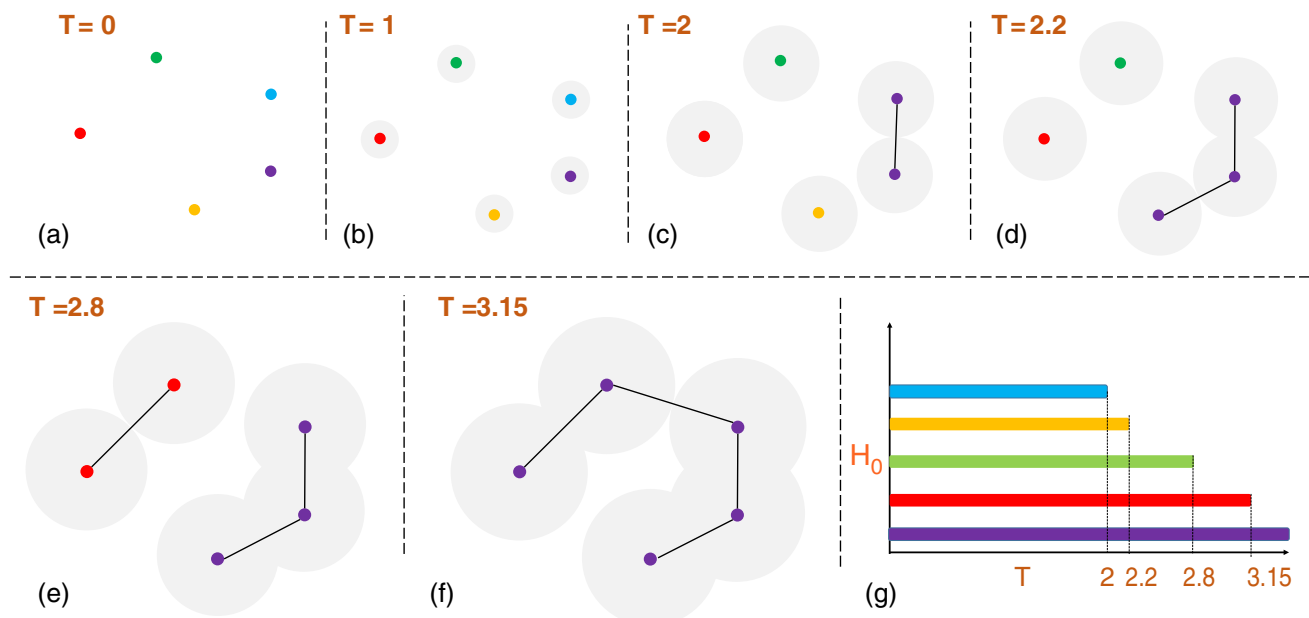 T = 0
T = 1
T =2
T =2.2
(a)
(b)
(c)
(d)
T =2.8
T =3.15
H0
(e)
(f)
(g)
T
2
2.2
2.8
3.15